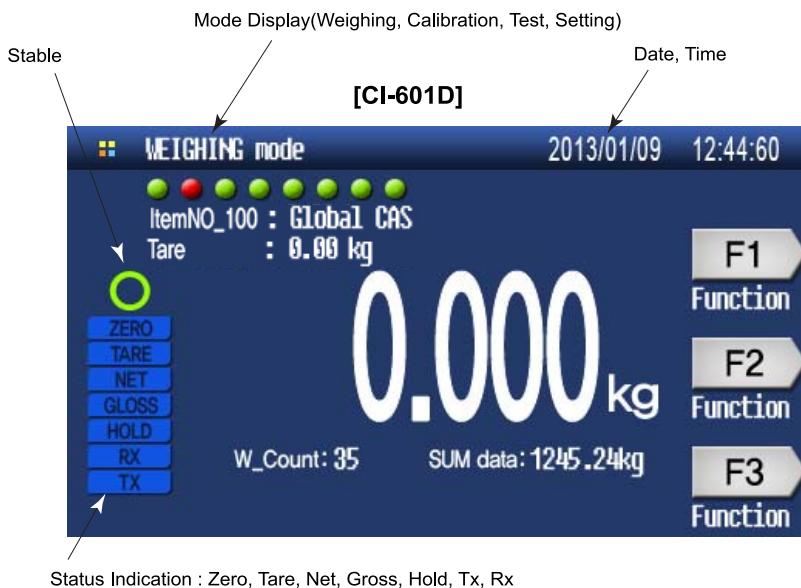 Mode Display(Weighing, Calibration, Test, Setting)
Stable
Date, Time
[CI-601D]
WEIGHING mode 2013/01/09 12:44:60
ItemNO_100 : Global CAS
Tare : 0.00 kg
F1
Function
ZERO
TARE
NET
GLOSS
HOLD
RX
TX
0.000 kg
F2
Function
W_Count: 35 SUM data: 1245.24kg
F3
Function
Status Indication : Zero, Tare, Net, Gross, Hold, Tx, Rx